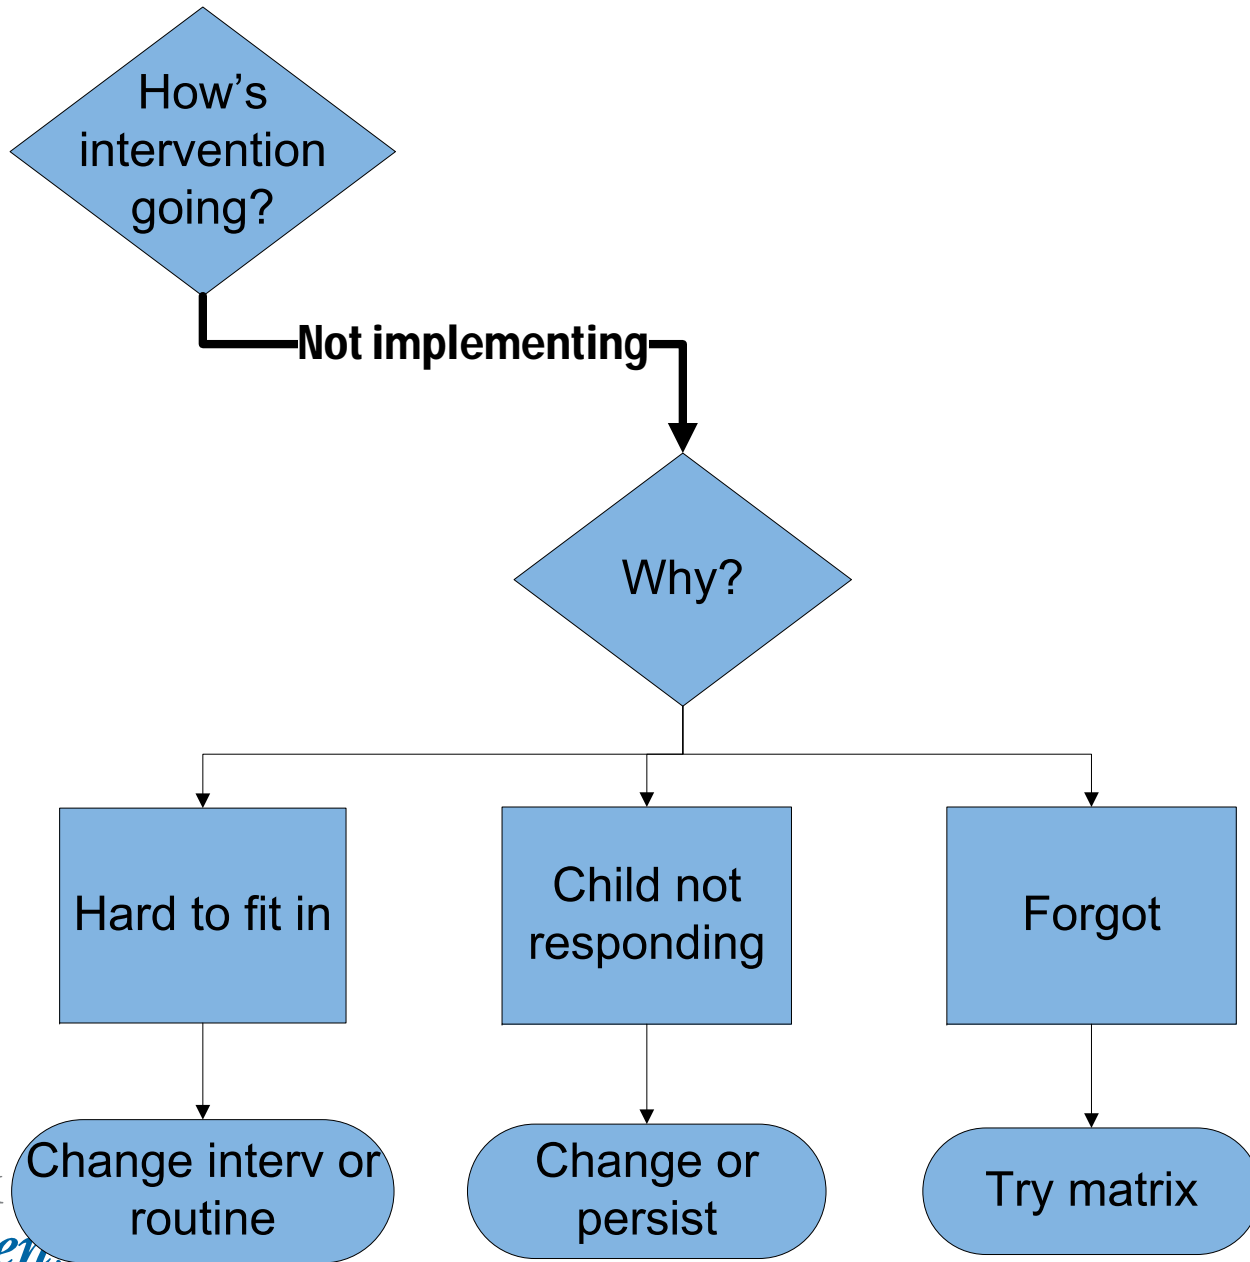 How’s
intervention
going?
Not implementing
Why?
Hard to fit in
Child not
responding
Forgot
Change interv or
routine
Change or
persist
Try matrix